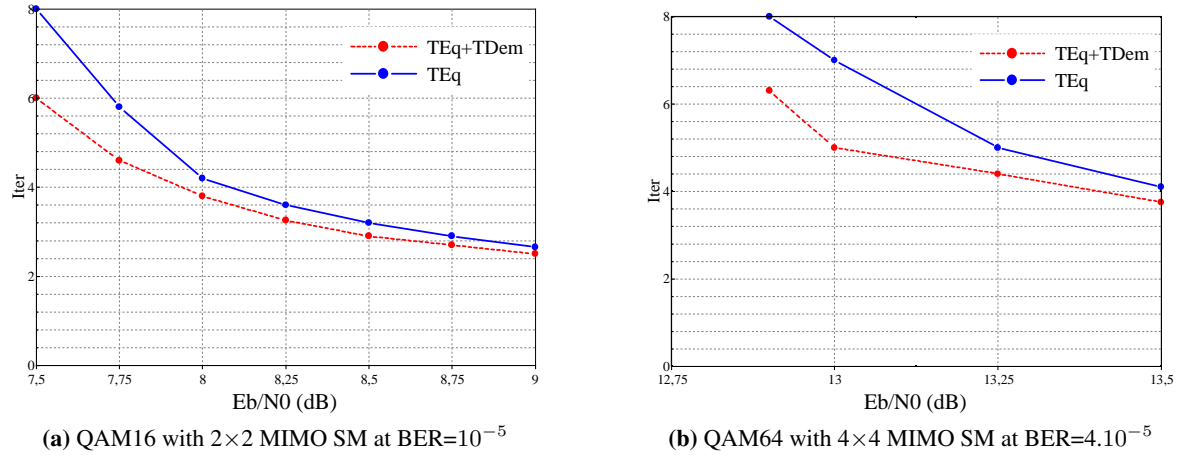 8
6
4
2
0
Iter
TEq+TDem
TEq
7,5 7,75 8 8,25 8,5 8,75 9
Eb/N0 (dB)
(a) QAM16 with 2×2 MIMO SM at BER=10⁻⁵
8
6
4
2
0
Iter
TEq+TDem
TEq
12,75 13 13,25 13,5
Eb/N0 (dB)
(b) QAM64 with 4×4 MIMO SM at BER=4.10⁻⁵